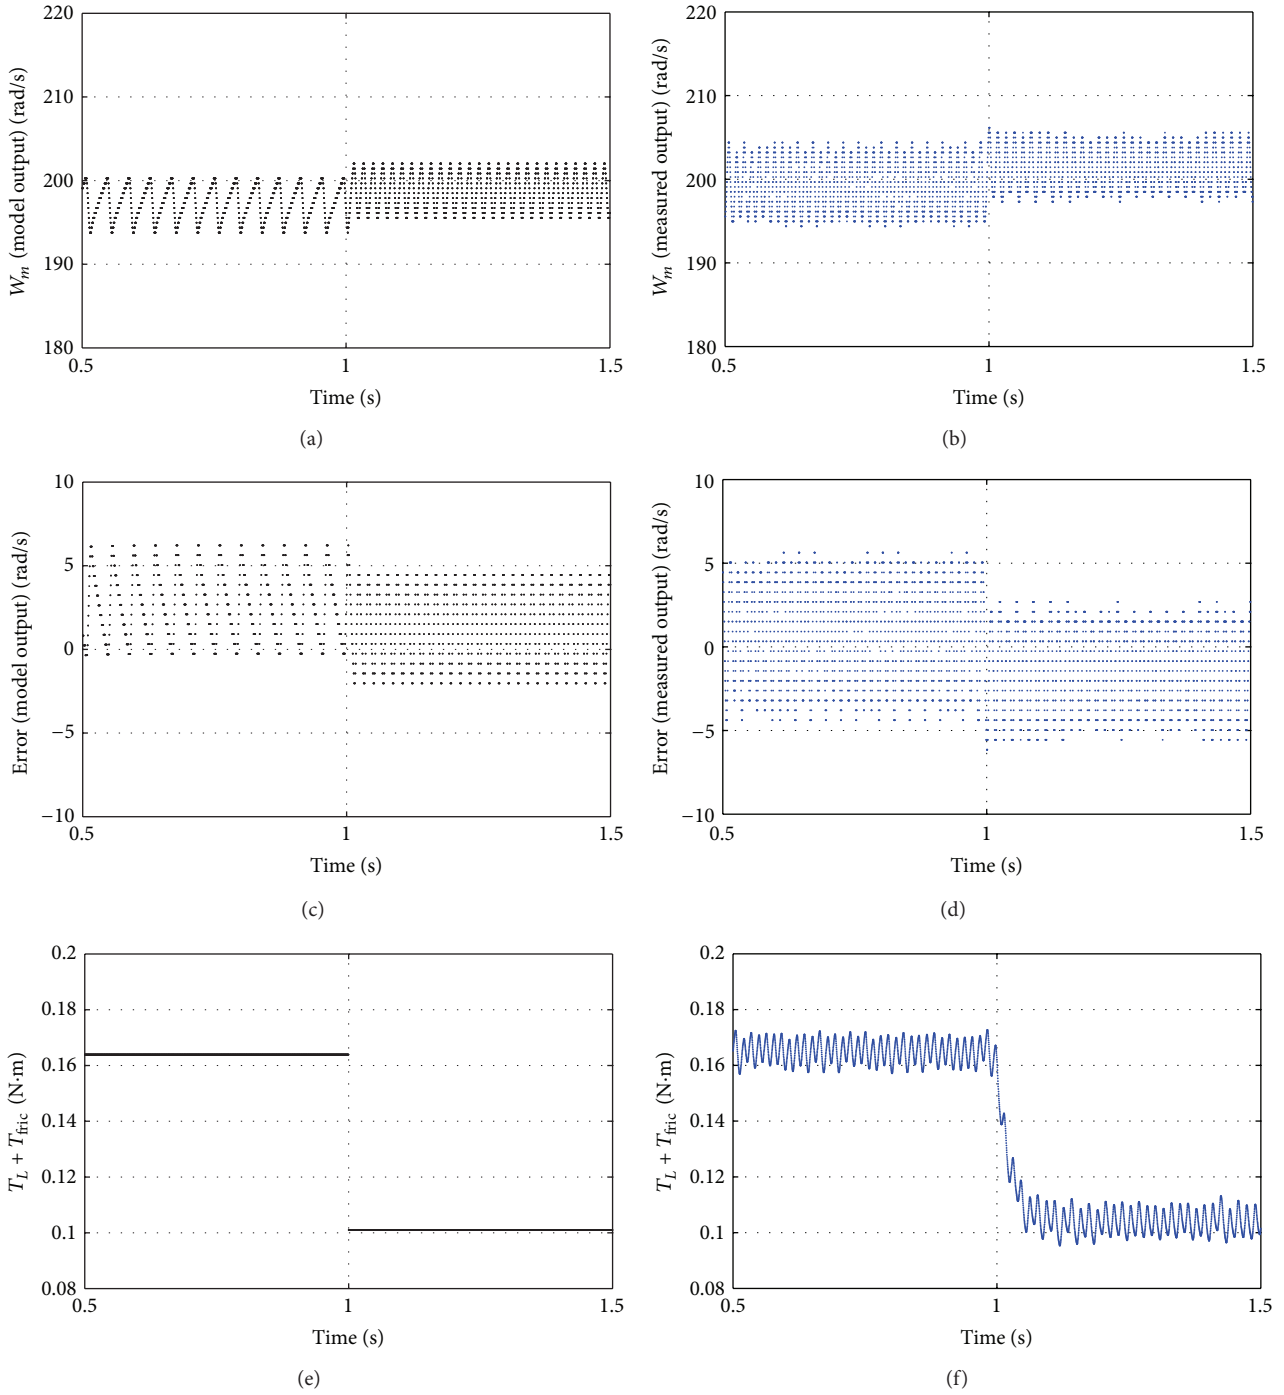 220
210
200
190
180
W_m (model output) (rad/s)
0.5
1
1.5
Time (s)
(a)
220
210
200
190
180
W_m (measured output) (rad/s)
0.5
1
1.5
Time (s)
(b)
10
5
0
−5
−10
Error (model output) (rad/s)
0.5
1
1.5
Time (s)
(c)
10
5
0
−5
−10
Error (measured output) (rad/s)
0.5
1
1.5
Time (s)
(d)
0.2
0.18
0.16
0.14
0.12
0.1
0.08
T_L + T_fric (N·m)
0.5
1
1.5
Time (s)
(e)
0.2
0.18
0.16
0.14
0.12
0.1
0.08
T_L + T_fric (N·m)
0.5
1
1.5
Time (s)
(f)